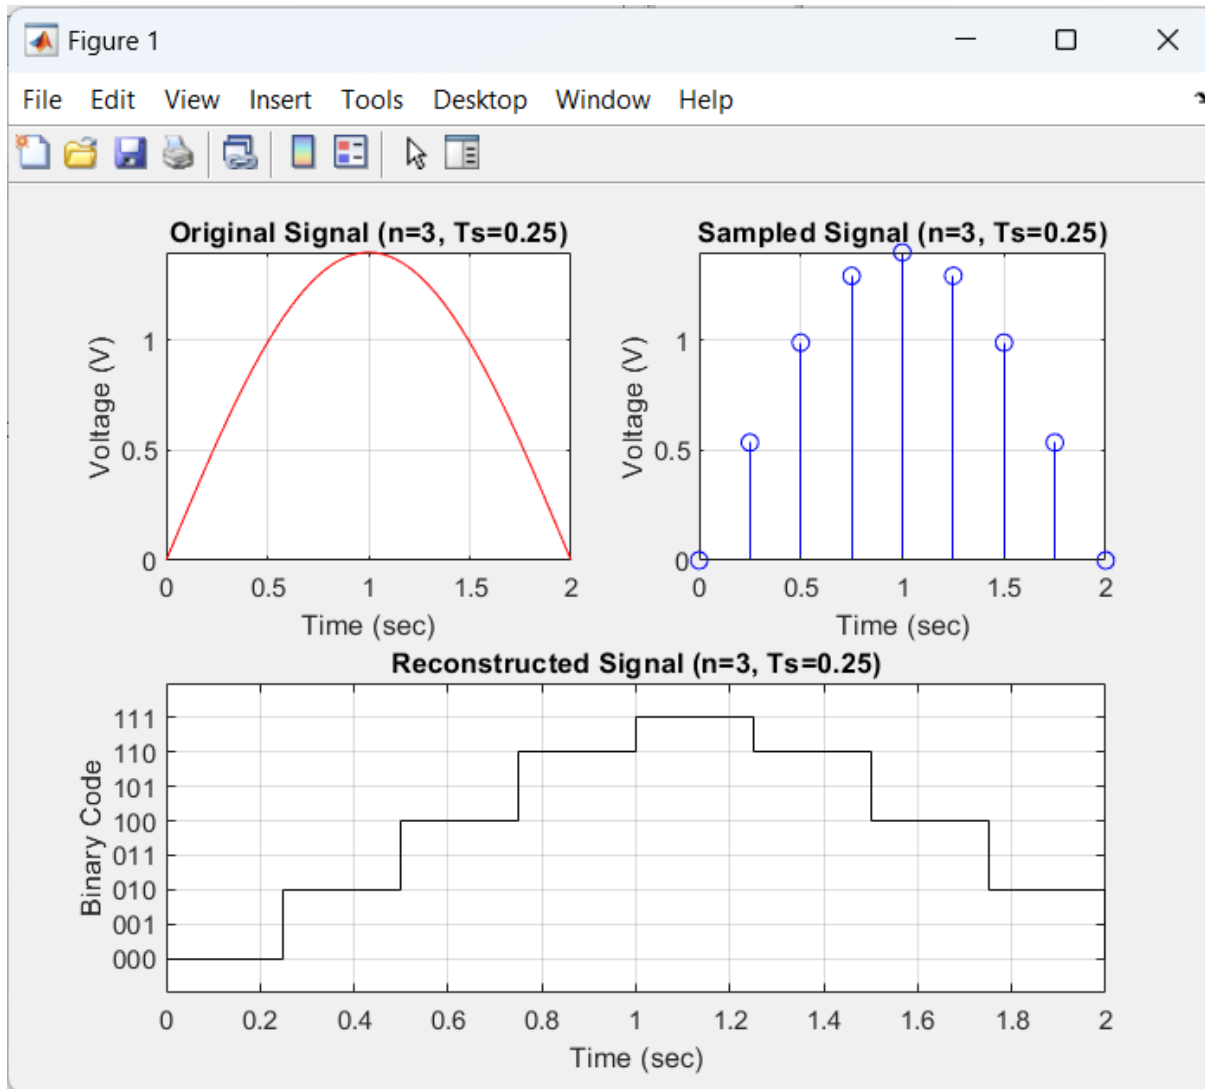 Figure 1
File Edit View Insert Tools Desktop Window Help
Original Signal (n=3, Ts=0.25)
Voltage (V)
1
0.5
0
0 0.5 1 1.5 2
Time (sec)
Sampled Signal (n=3, Ts=0.25)
Voltage (V)
1
0.5
0
0 0.5 1 1.5 2
Time (sec)
Reconstructed Signal (n=3, Ts=0.25)
Binary Code
111
110
101
100
011
010
001
000
0 0.2 0.4 0.6 0.8 1 1.2 1.4 1.6 1.8 2
Time (sec)